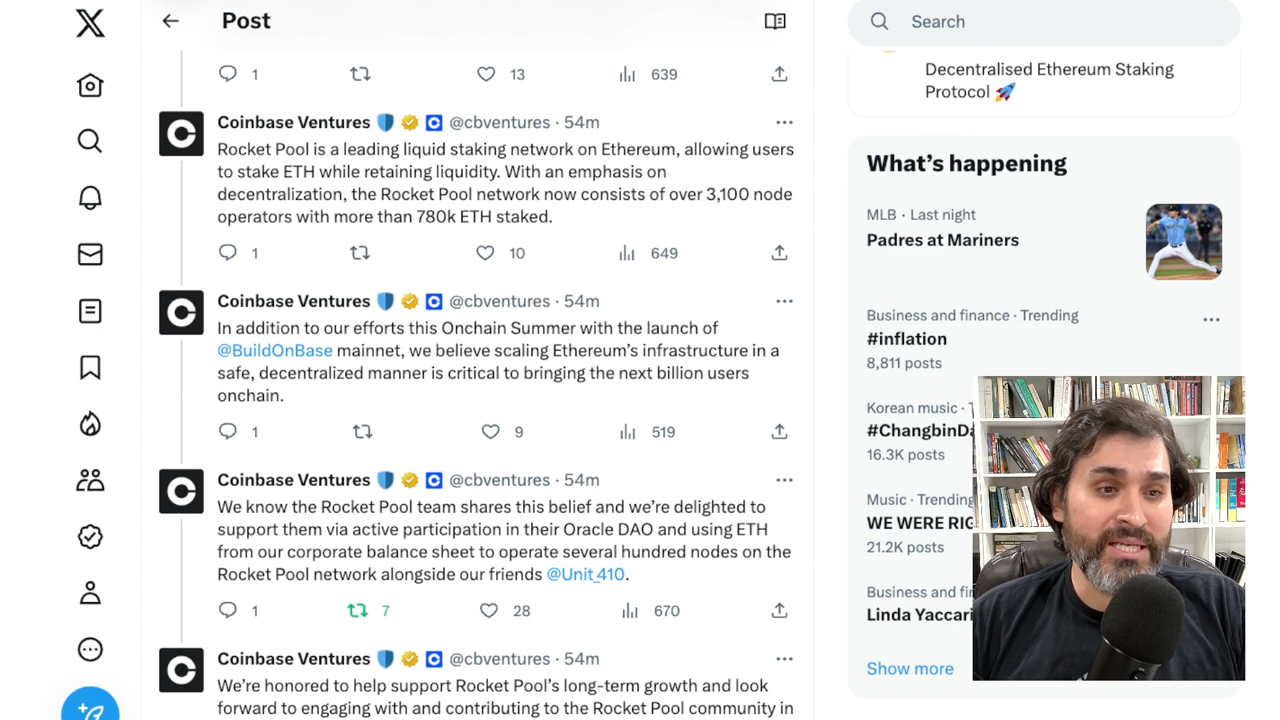 Post
1 13 639
Coinbase Ventures @cbventures · 54m
Rocket Pool is a leading liquid staking network on Ethereum, allowing users
to stake ETH while retaining liquidity. With an emphasis on
decentralization, the Rocket Pool network now consists of over 3,100 node
operators with more than 780k ETH staked.
1 10 649
Coinbase Ventures @cbventures · 54m
In addition to our efforts this Onchain Summer with the launch of
@BuildOnBase mainnet, we believe scaling Ethereum’s infrastructure in a
safe, decentralized manner is critical to bringing the next billion users
onchain.
1 9 519
Coinbase Ventures @cbventures · 54m
We know the Rocket Pool team shares this belief and we’re delighted to
support them via active participation in their Oracle DAO and using ETH
from our corporate balance sheet to operate several hundred nodes on the
Rocket Pool network alongside our friends @Unit_410.
1 7 28 670
Coinbase Ventures @cbventures · 54m
We’re honored to help support Rocket Pool’s long-term growth and look
forward to engaging with and contributing to the Rocket Pool community in
Search
Decentralised Ethereum Staking
Protocol
What’s happening
MLB · Last night
Padres at Mariners
Business and finance · Trending
#inflation
8,811 posts
Korean music ·
#ChangbinDa
16.3K posts
Music · Trending
WE WERE RIG
21.2K posts
Business and fin
Linda Yaccari
Show more